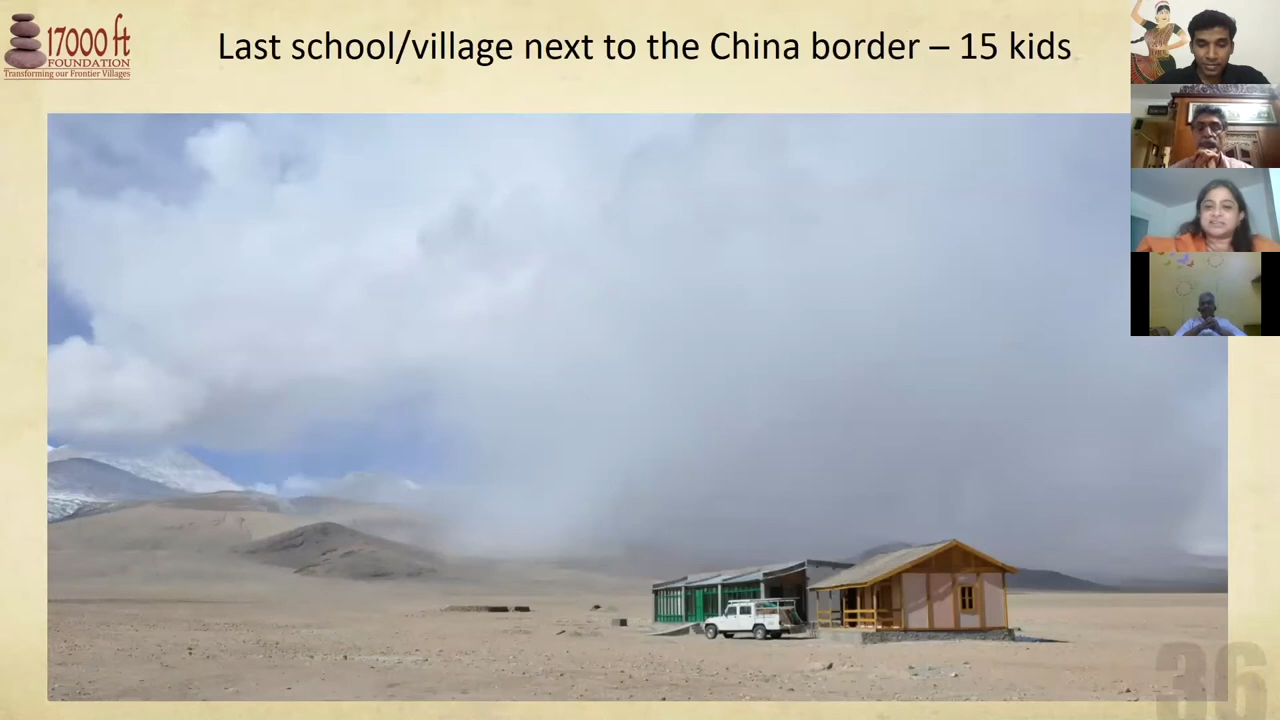 17000 ft
FOUNDATION
Transforming our Frontier Villages
Last school/village next to the China border – 15 kids
36